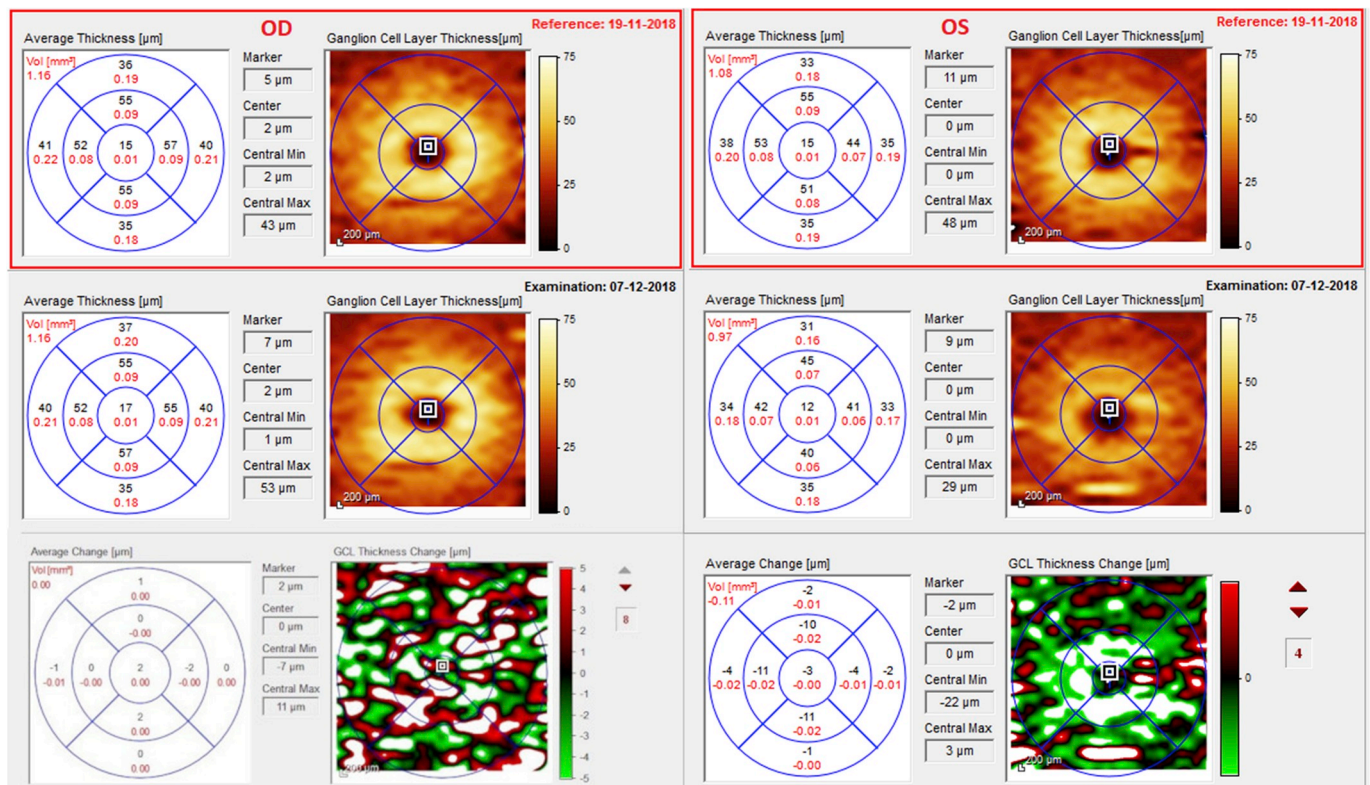 OD
Reference: 19-11-2018
Average Thickness [µm]
Vol [mm³]
1.16
36
0.19
55
0.09
41 52 15 57 40
0.22 0.08 0.01 0.09 0.21
55
0.09
35
0.18
Marker
5 µm
Center
2 µm
Central Min
2 µm
Central Max
43 µm
Ganglion Cell Layer Thickness[µm]
200 µm
75
50
25
0
OS
Reference: 19-11-2018
Average Thickness [µm]
Vol [mm³]
1.08
33
0.18
55
0.09
38 53 15 44 35
0.20 0.08 0.01 0.07 0.19
51
0.08
35
0.19
Marker
11 µm
Center
0 µm
Central Min
0 µm
Central Max
48 µm
Ganglion Cell Layer Thickness[µm]
200 µm
75
50
25
0
Examination: 07-12-2018
Average Thickness [µm]
Vol [mm³]
1.16
37
0.20
55
0.09
40 52 17 55 40
0.21 0.08 0.01 0.09 0.21
57
0.09
35
0.18
Marker
7 µm
Center
2 µm
Central Min
1 µm
Central Max
53 µm
Ganglion Cell Layer Thickness[µm]
200 µm
75
50
25
0
Examination: 07-12-2018
Average Thickness [µm]
Vol [mm³]
0.97
31
0.16
45
0.07
34 42 12 41 33
0.18 0.07 0.01 0.06 0.17
40
0.06
35
0.18
Marker
9 µm
Center
0 µm
Central Min
0 µm
Central Max
29 µm
Ganglion Cell Layer Thickness[µm]
200 µm
75
50
25
0
Average Change [µm]
Vol [mm³]
0.00
1
0.00
0
-0.00
-1 0 2 -2 0
-0.01 -0.00 0.00 -0.00 0.00
2
0.00
0
0.00
Marker
2 µm
Center
0 µm
Central Min
-7 µm
Central Max
11 µm
GCL Thickness Change [µm]
200 µm
5
4
3
2
1
0
-1
-2
-3
-4
-5
8
Average Change [µm]
Vol [mm³]
-0.11
-2
-0.01
-10
-0.02
-4 -11 -3 -4 -2
-0.02 -0.02 -0.00 -0.01 -0.01
-11
-0.02
-1
-0.00
Marker
-2 µm
Center
0 µm
Central Min
-22 µm
Central Max
3 µm
GCL Thickness Change [µm]
200 µm
0
4